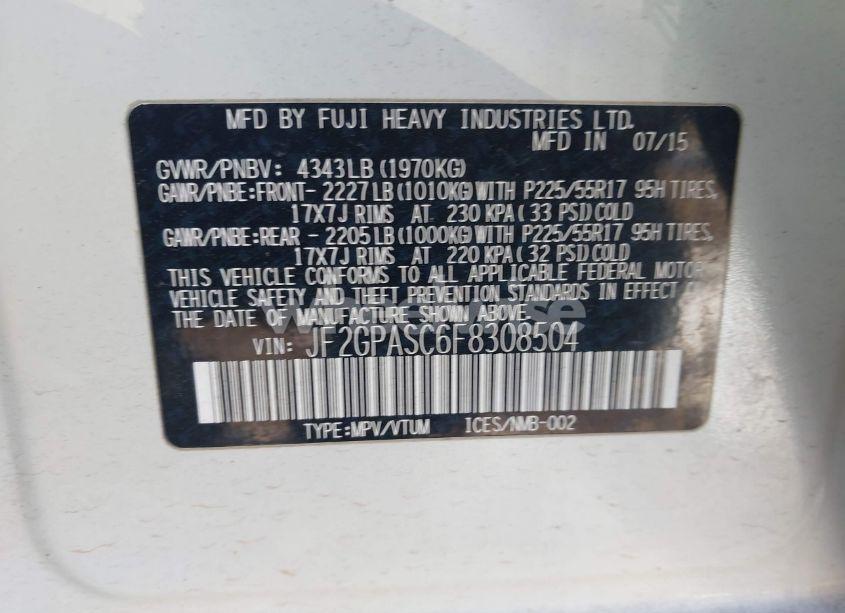 MFD BY FUJI HEAVY INDUSTRIES LTD.
MFD IN 07/15
GVWR/PNBV: 4343LB (1970KG)
GAWR/PNBE:FRONT- 2227LB (1010KG) WITH P225/55R17 95H TIRES,
17X7J RIMS AT 230 KPA( 33 PSI) COLD
GAWR/PNBE:REAR - 2205LB (1000KG) WITH P225/55R17 95H TIRES,
17X7J RIMS AT 220 KPA( 32 PSI) COLD
THIS VEHICLE CONFORMS TO ALL APPLICABLE FEDERAL MOTOR
VEHICLE SAFETY AND THEFT PREVENTION STANDARDS IN EFFECT ON
THE DATE OF MANUFACTURE SHOWN ABOVE.
VIN: JF2GPASC6F8308504
TYPE:MPV/VTUM ICES/NMB-002